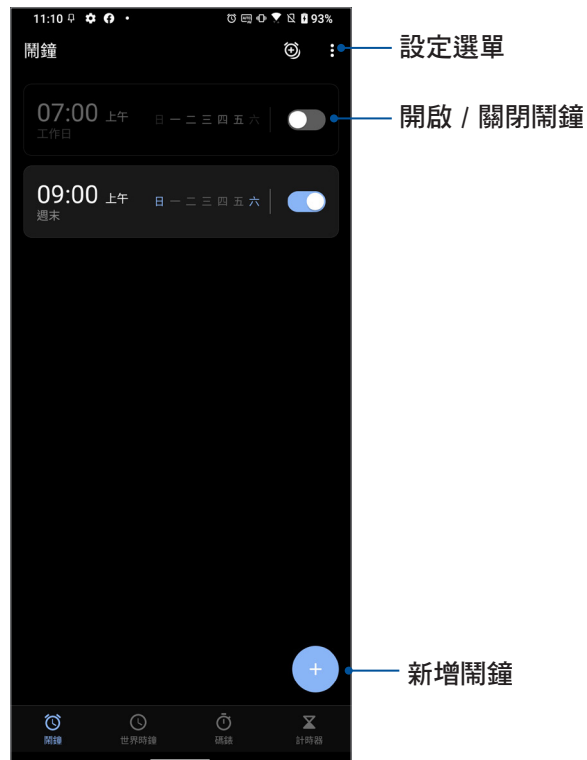 11:10
93%
鬧鐘
設定選單
07:00 上午
日 一 二 三 四 五 六
工作日
開啟 / 關閉鬧鐘
09:00 上午
日 一 二 三 四 五 六
週末
+
新增鬧鐘
鬧鐘
世界時鐘
碼錶
計時器